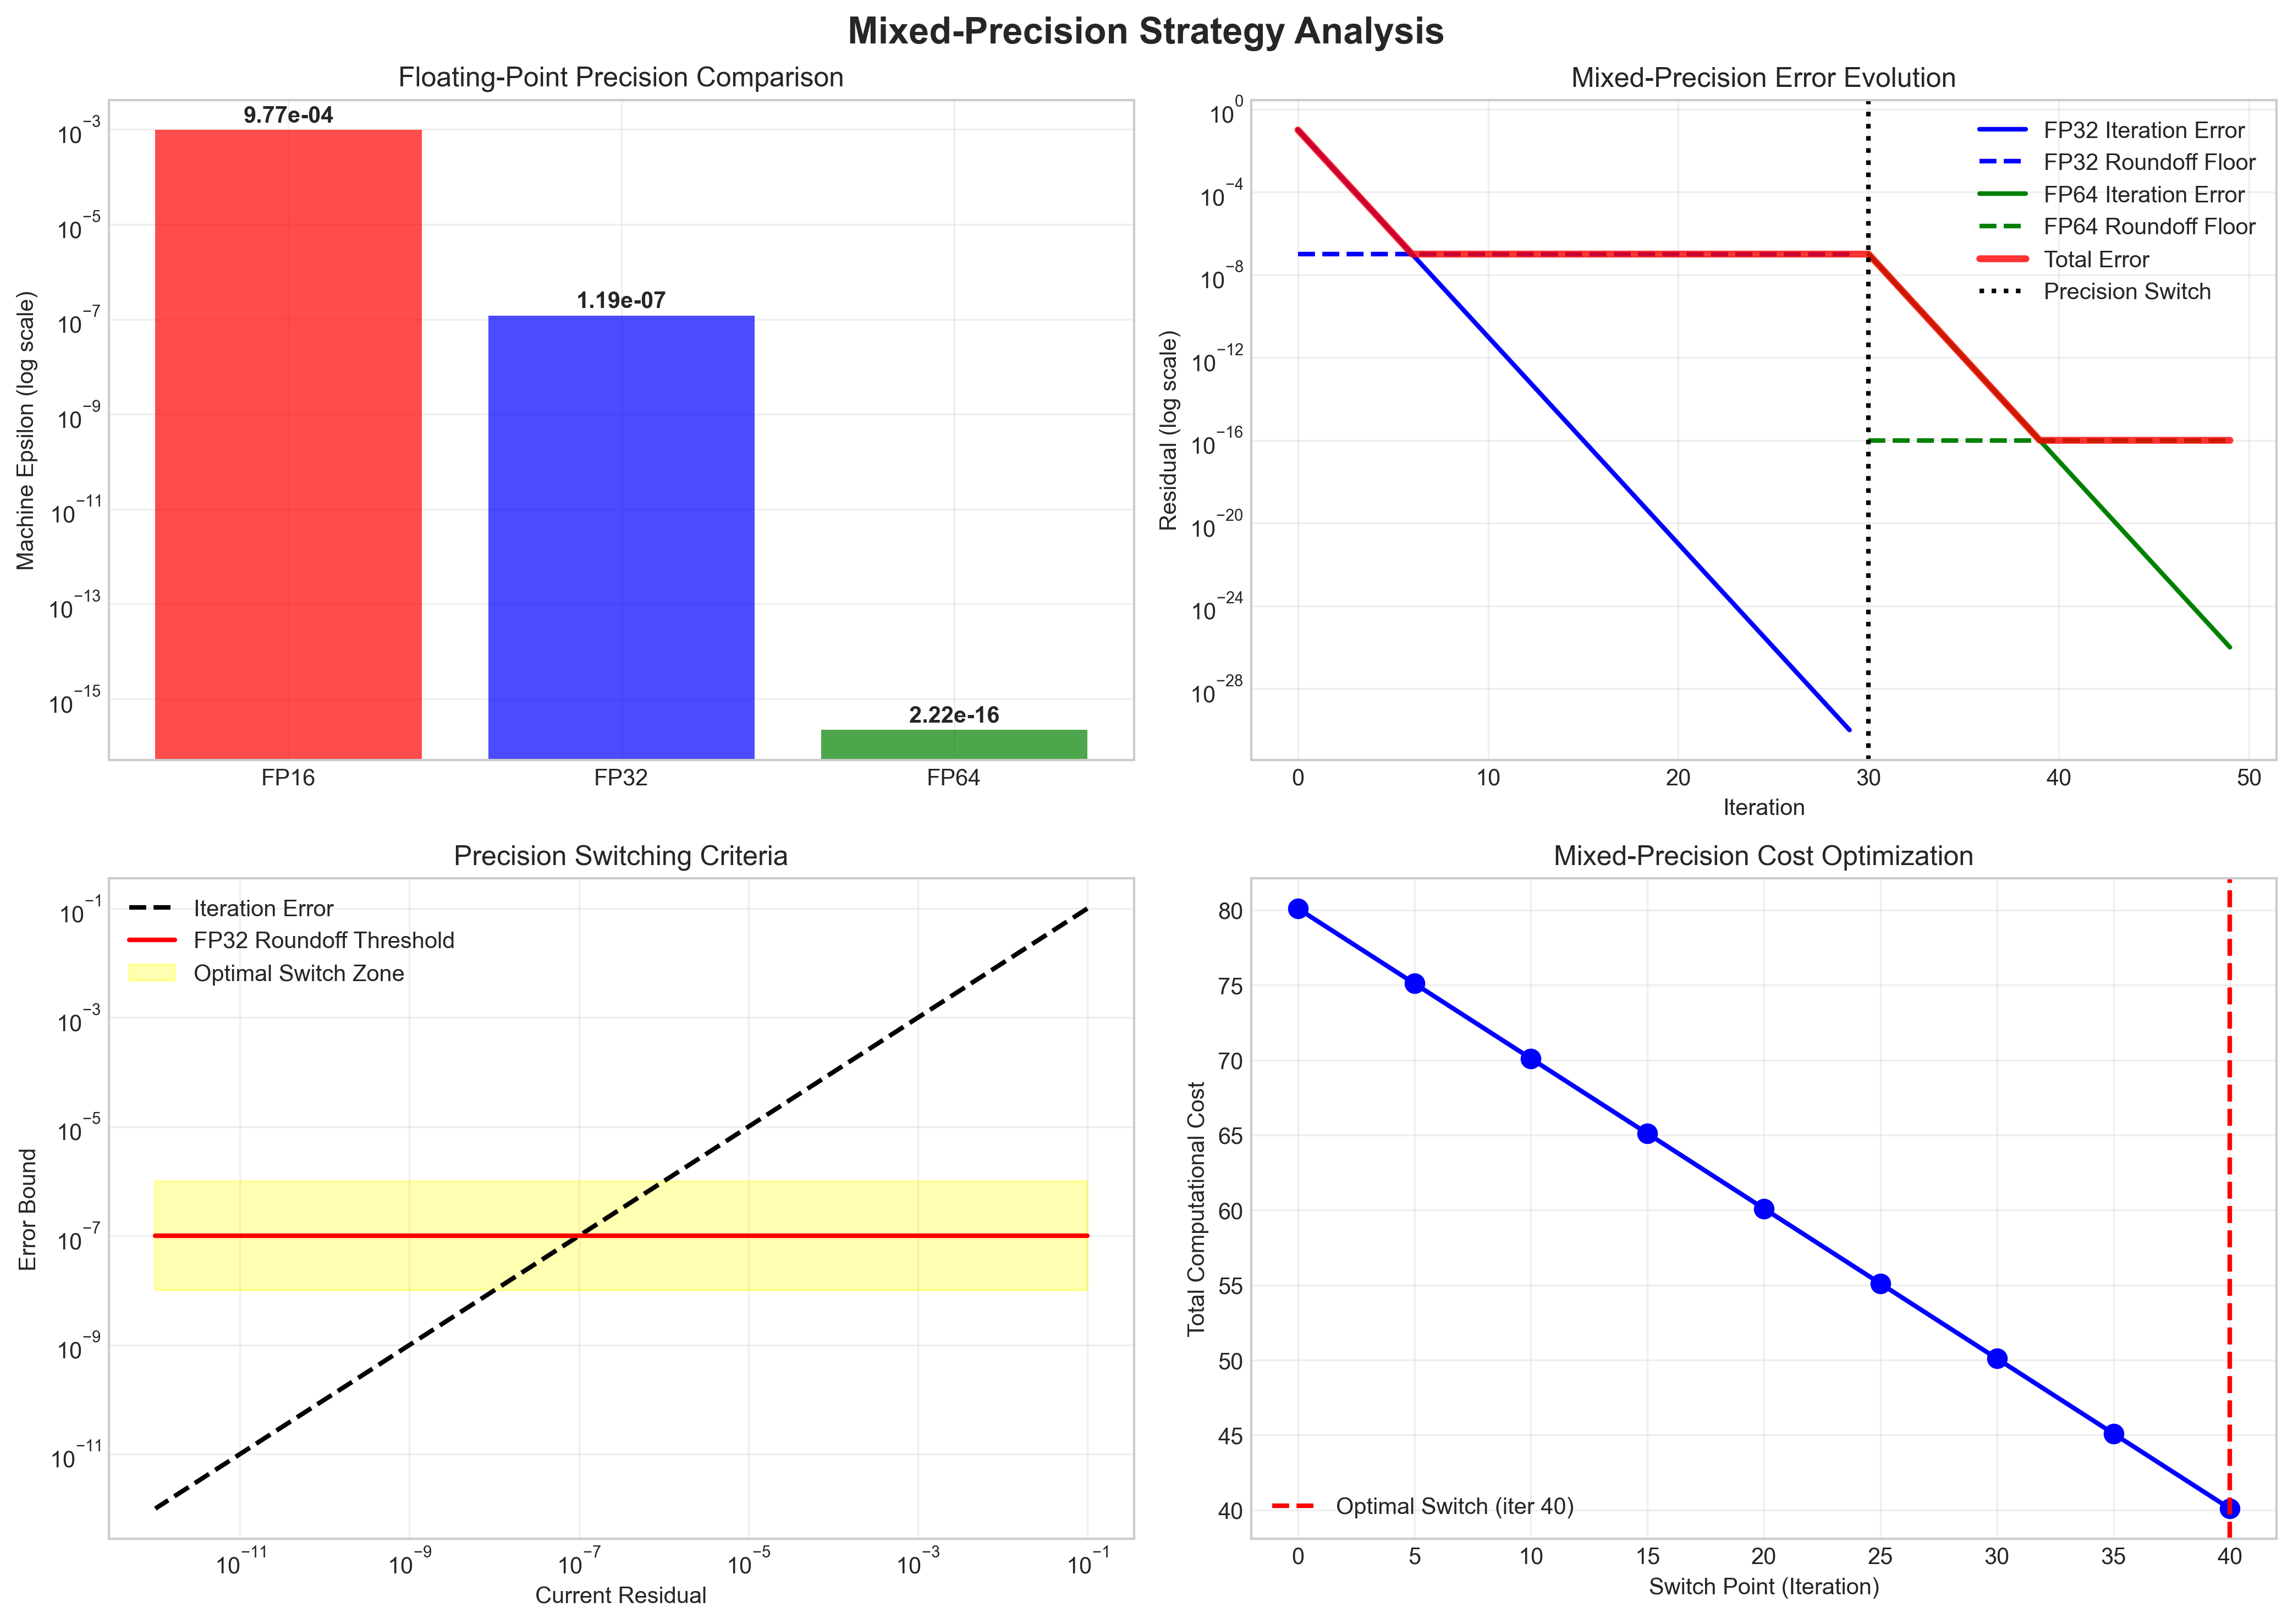 Mixed-Precision Strategy Analysis
Floating-Point Precision Comparison
Machine Epsilon (log scale)
10⁻³
10⁻⁵
10⁻⁷
10⁻⁹
10⁻¹¹
10⁻¹³
10⁻¹⁵
9.77e-04
1.19e-07
2.22e-16
FP16 FP32 FP64
Mixed-Precision Error Evolution
Residual (log scale)
10⁰
10⁻⁴
10⁻⁸
10⁻¹²
10⁻¹⁶
10⁻²⁰
10⁻²⁴
10⁻²⁸
FP32 Iteration Error
FP32 Roundoff Floor
FP64 Iteration Error
FP64 Roundoff Floor
Total Error
Precision Switch
0 10 20 30 40 50
Iteration
Precision Switching Criteria
Error Bound
10⁻¹
10⁻³
10⁻⁵
10⁻⁷
10⁻⁹
10⁻¹¹
Iteration Error
FP32 Roundoff Threshold
Optimal Switch Zone
10⁻¹¹ 10⁻⁹ 10⁻⁷ 10⁻⁵ 10⁻³ 10⁻¹
Current Residual
Mixed-Precision Cost Optimization
Total Computational Cost
80
75
70
65
60
55
50
45
40
Optimal Switch (iter 40)
0 5 10 15 20 25 30 35 40
Switch Point (Iteration)